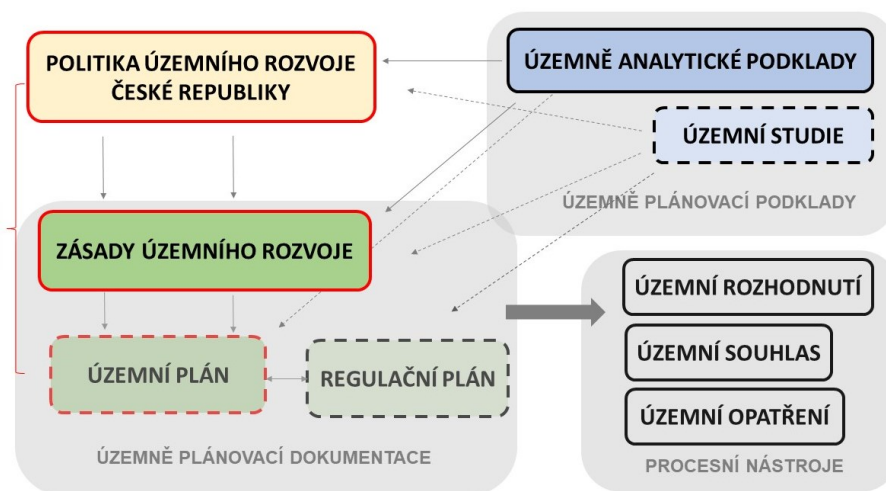 POLITIKA ÚZEMNÍHO ROZVOJE
ČESKÉ REPUBLIKY
ÚZEMNĚ ANALYTICKÉ PODKLADY
ÚZEMNÍ STUDIE
ÚZEMNĚ PLÁNOVACÍ PODKLADY
ZÁSADY ÚZEMNÍHO ROZVOJE
ÚZEMNÍ PLÁN
REGULAČNÍ PLÁN
ÚZEMNĚ PLÁNOVACÍ DOKUMENTACE
ÚZEMNÍ ROZHODNUTÍ
ÚZEMNÍ SOUHLAS
ÚZEMNÍ OPATŘENÍ
PROCESNÍ NÁSTROJE